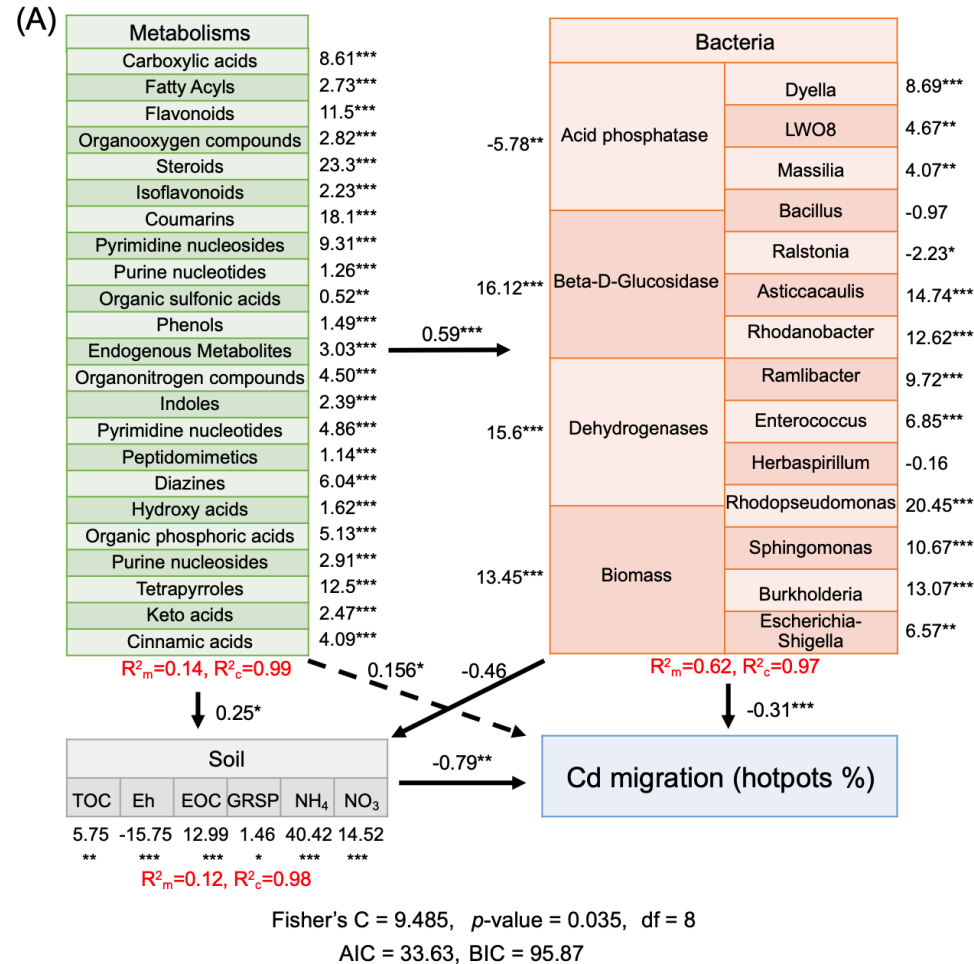 (A)
Metabolisms
Carboxylic acids 8.61***
Fatty Acyls 2.73***
Flavonoids 11.5***
Organooxygen compounds 2.82***
Steroids 23.3***
Isoflavonoids 2.23***
Coumarins 18.1***
Pyrimidine nucleosides 9.31***
Purine nucleotides 1.26***
Organic sulfonic acids 0.52**
Phenols 1.49***
Endogenous Metabolites 3.03***
Organonitrogen compounds 4.50***
Indoles 2.39***
Pyrimidine nucleotides 4.86***
Peptidomimetics 1.14***
Diazines 6.04***
Hydroxy acids 1.62***
Organic phosphoric acids 5.13***
Purine nucleosides 2.91***
Tetrapyrroles 12.5***
Keto acids 2.47***
Cinnamic acids 4.09***
R²m=0.14, R²c=0.99
0.59***
Bacteria
-5.78** Acid phosphatase
16.12*** Beta-D-Glucosidase
15.6*** Dehydrogenases
13.45*** Biomass
Dyella 8.69***
LWO8 4.67**
Massilia 4.07**
Bacillus -0.97
Ralstonia -2.23*
Asticcacaulis 14.74***
Rhodanobacter 12.62***
Ramlibacter 9.72***
Enterococcus 6.85***
Herbaspirillum -0.16
Rhodopseudomonas 20.45***
Sphingomonas 10.67***
Burkholderia 13.07***
Escherichia-
Shigella 6.57**
R²m=0.62, R²c=0.97
0.156*
-0.46
0.25*
-0.31***
Soil
TOC Eh EOC GRSP NH₄ NO₃
5.75 -15.75 12.99 1.46 40.42 14.52
** *** *** * *** ***
R²m=0.12, R²c=0.98
-0.79**
Cd migration (hotpots %)
Fisher's C = 9.485, p-value = 0.035, df = 8
AIC = 33.63, BIC = 95.87